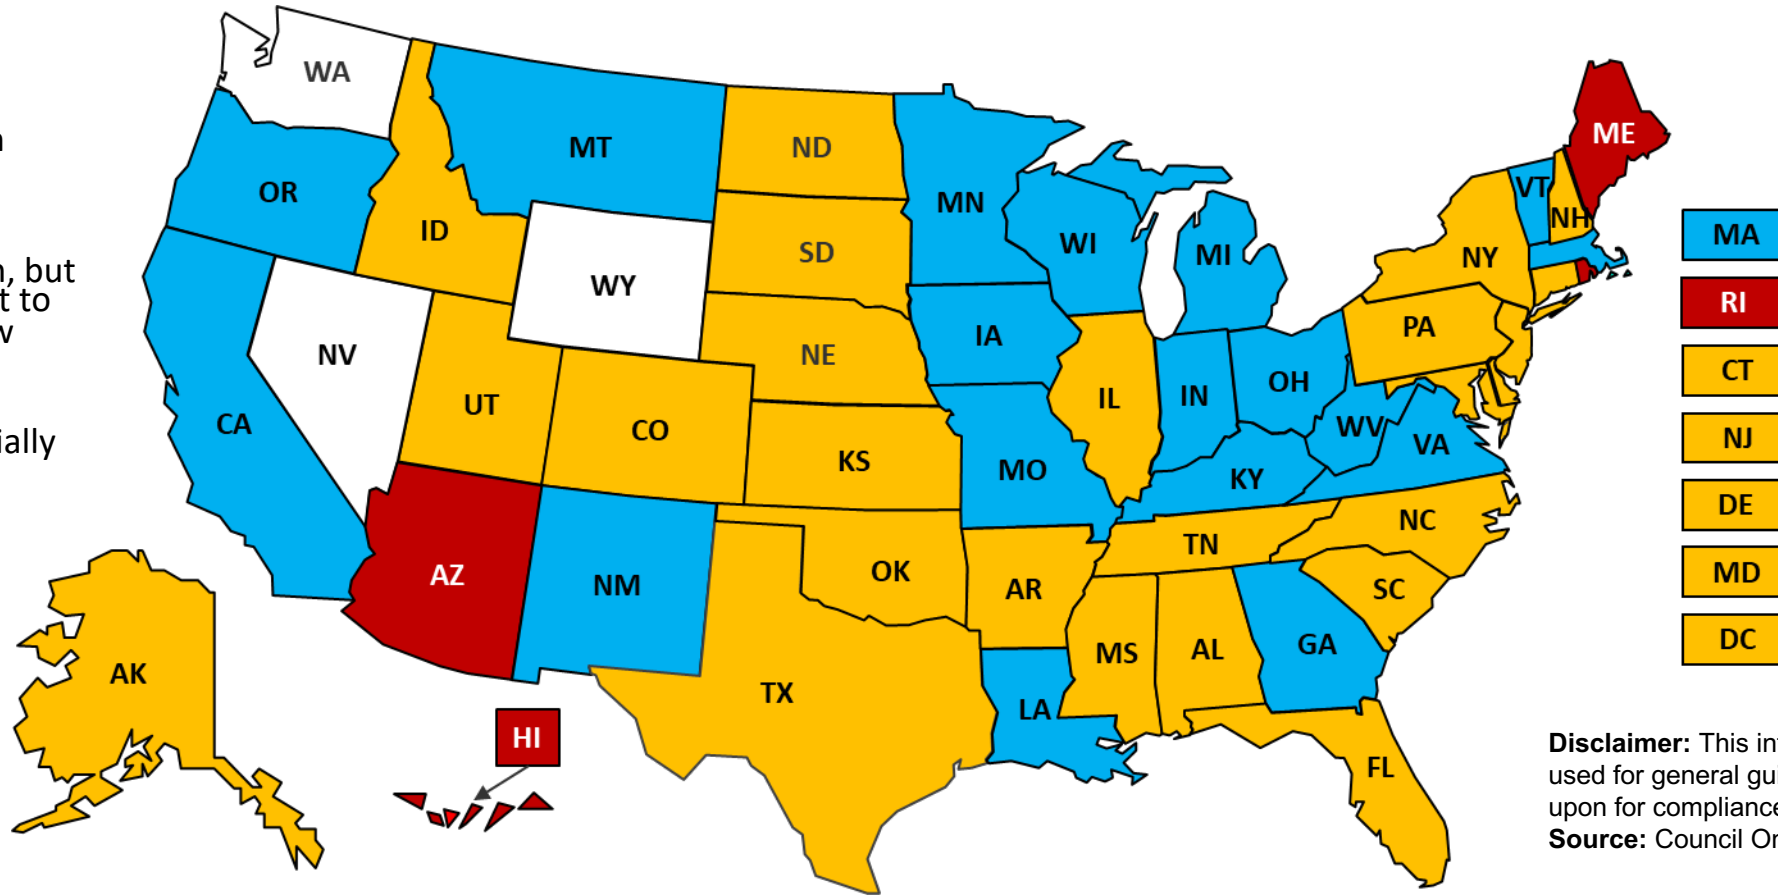 n, but
t to
w
ially
WA
MT
ND
MN
OR
ID
SD
WI
MI
WY
NV
UT
CO
NE
IA
CA
KS
MO
IL
IN
OH
KY
WV
VA
PA
NY
VT
NH
ME
AZ
NM
OK
AR
TN
NC
SC
MS
AL
GA
TX
LA
FL
AK
HI
MA
RI
CT
NJ
DE
MD
DC
Disclaimer: This in
used for general gu
upon for compliance
Source: Council Or